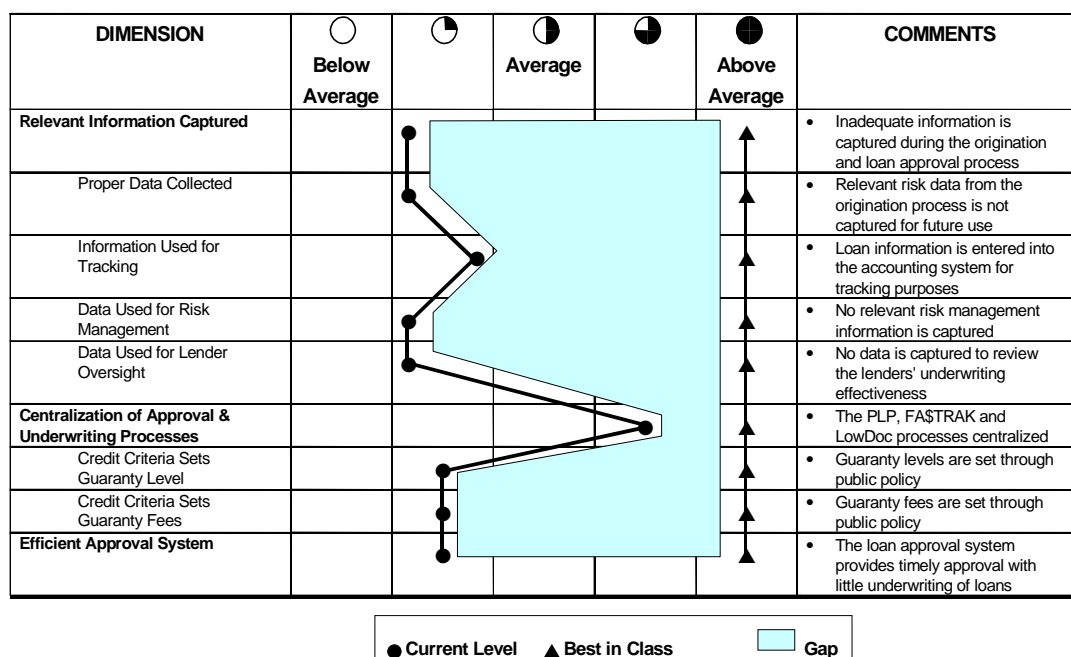 DIMENSION
Below
Average
Average
Above
Average
COMMENTS
Relevant Information Captured
• Inadequate information is
captured during the origination
and loan approval process
Proper Data Collected
• Relevant risk data from the
origination process is not
captured for future use
Information Used for
Tracking
• Loan information is entered into
the accounting system for
tracking purposes
Data Used for Risk
Management
• No relevant risk management
information is captured
Data Used for Lender
Oversight
• No data is captured to review
the lenders' underwriting
effectiveness
Centralization of Approval &
Underwriting Processes
• The PLP, FA$TRAK and
LowDoc processes centralized
Credit Criteria Sets
Guaranty Level
• Guaranty levels are set through
public policy
Credit Criteria Sets
Guaranty Fees
• Guaranty fees are set through
public policy
Efficient Approval System
• The loan approval system
provides timely approval with
little underwriting of loans
Current Level
Best in Class
Gap